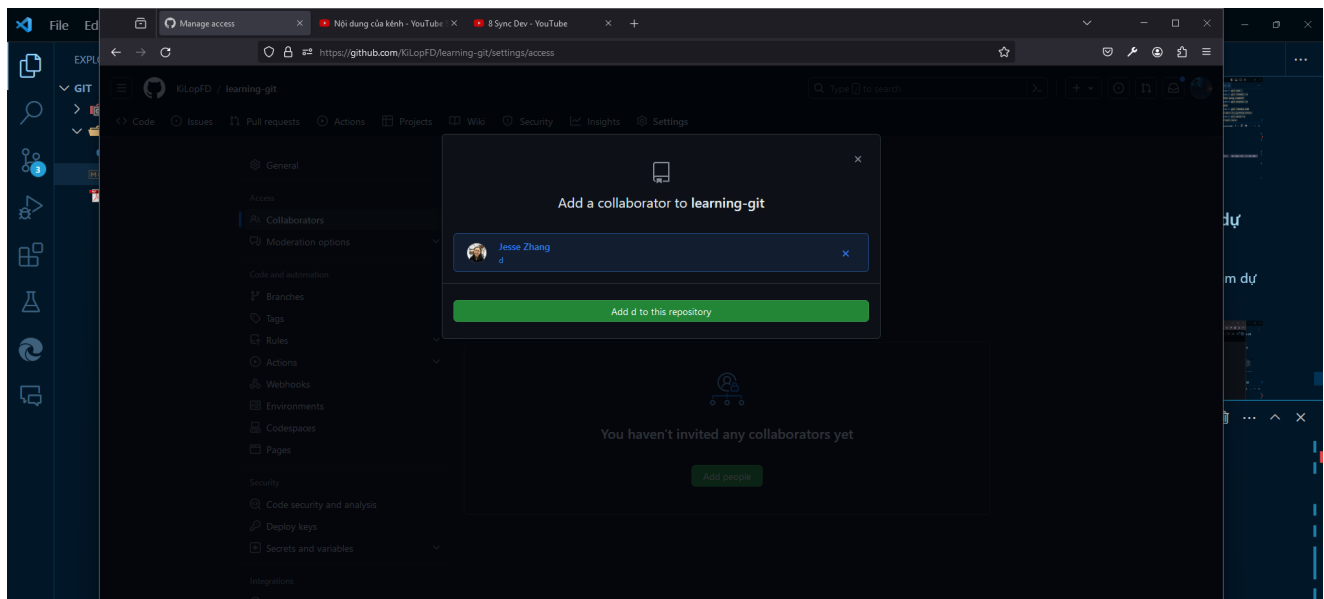 File Ed
Manage access
Nội dung của kênh - YouTube
8 Sync Dev - YouTube
https://github.com/KiLopFD/learning-git/settings/access
EXPL
GIT
KiLopFD / learning-git
Type / to search
Code
Issues
Pull requests
Actions
Projects
Wiki
Security
Insights
Settings
General
Access
Collaborators
Moderation options
Code and automation
Branches
Tags
Rules
Actions
Webhooks
Environments
Codespaces
Pages
Security
Code security and analysis
Deploy keys
Secrets and variables
Integrations
Add a collaborator to learning-git
Jesse Zhang
d
Add d to this repository
You haven't invited any collaborators yet
Add people
3
dự
m dự